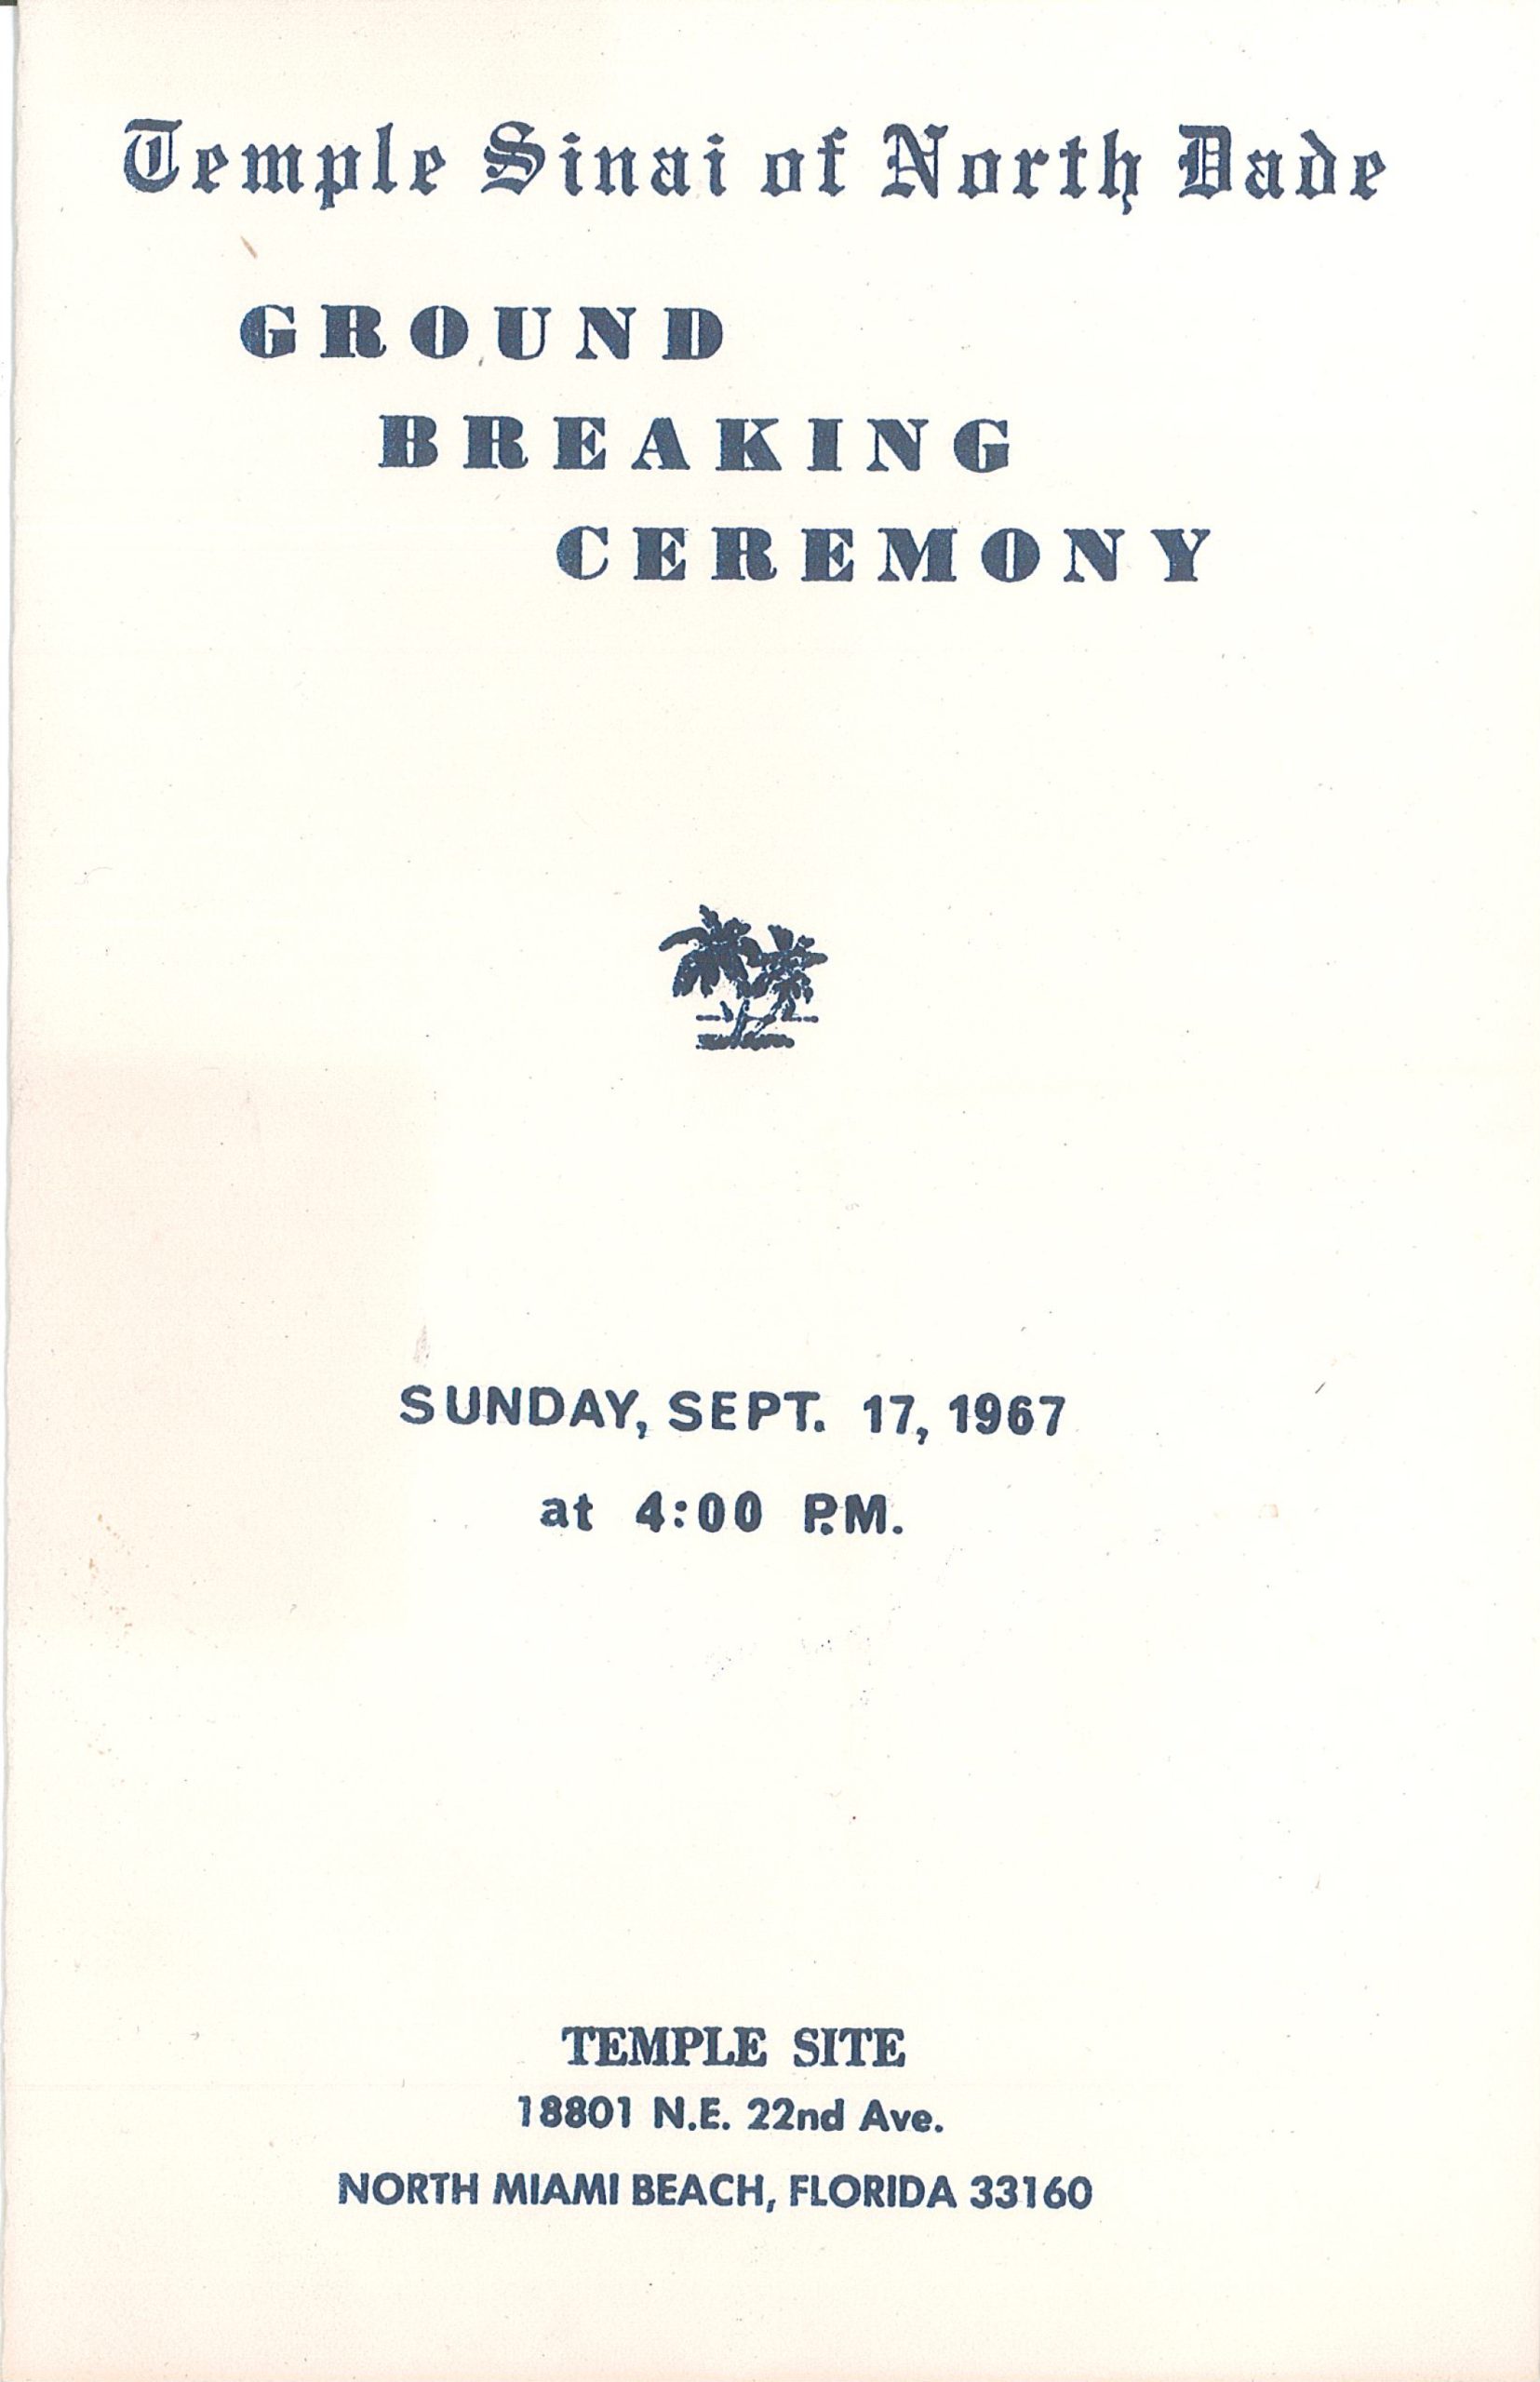 Temple Sinai of North Dade
GROUND
BREAKING
CEREMONY
SUNDAY, SEPT. 17, 1967
at 4:00 P.M.
TEMPLE SITE
18801 N.E. 22nd Ave.
NORTH MIAMI BEACH, FLORIDA 33160